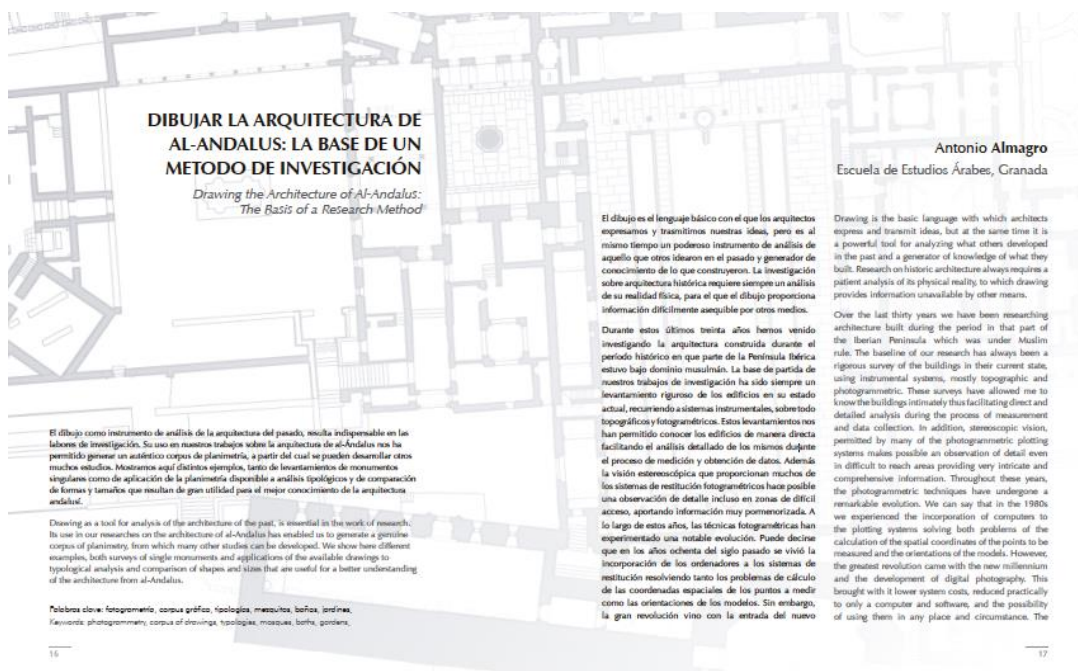 DIBUJAR LA ARQUITECTURA DE
AL-ANDALUS: LA BASE DE UN
METODO DE INVESTIGACIÓN
Drawing the Architecture of Al-Andalus:
The Basis of a Research Method
El dibujo como instrumento de análisis de la arquitectura del pasado, resulta indispensable en las
labores de investigación. Su uso en nuestros trabajos sobre la arquitectura de al-Ándalus nos ha
permitido generar un auténtico corpus de planimetría, a partir del cual se pueden desarrollar otros
muchos estudios. Mostramos aquí distintos ejemplos, tanto de levantamientos de monumentos
singulares como de aplicación de la planimetría disponible a análisis tipológicos y de comparación
de formas y tamaños que resultan de gran utilidad para el mejor conocimiento de la arquitectura
andalusí.
Drawing as a tool for analysis of the architecture of the past, is essential in the work of research.
Its use in our researches on the architecture of al-Andalus has enabled us to generate a genuine
corpus of planimetry, from which many other studies can be developed. We show here different
examples, both surveys of single monuments and applications of the available drawings to
typological analysis and comparison of shapes and sizes that are useful for a better understanding
of the architecture from al-Andalus.
Palabras clave: fotogrametría, corpus gráfico, tipologías, mezquitas, baños, jardines,
Keywords: photogrammetry, corpus of drawings, typologies, mosques, baths, gardens,
16
Antonio Almagro
Escuela de Estudios Árabes, Granada
El dibujo es el lenguaje básico con el que los arquitectos
expresamos y trasmitimos nuestras ideas, pero es al
mismo tiempo un poderoso instrumento de análisis de
aquello que otros idearon en el pasado y generador de
conocimiento de lo que construyeron. La investigación
sobre arquitectura histórica requiere siempre un análisis
de su realidad física, para el que el dibujo proporciona
información difícilmente asequible por otros medios.
Durante estos últimos treinta años hemos venido
investigando la arquitectura construida durante el
período histórico en que parte de la Península Ibérica
estuvo bajo dominio musulmán. La base de partida de
nuestros trabajos de investigación ha sido siempre un
levantamiento riguroso de los edificios en su estado
actual, recurriendo a sistemas instrumentales, sobre todo
topográficos y fotogramétricos. Estos levantamientos nos
han permitido conocer los edificios de manera directa
facilitando el análisis detallado de los mismos durante
el proceso de medición y obtención de datos. Además
la visión estereoscópica que proporcionan muchos de
los sistemas de restitución fotogramétricos hace posible
una observación de detalle incluso en zonas de difícil
acceso, aportando información muy pormenorizada. A
lo largo de estos años, las técnicas fotogramétricas han
experimentado una notable evolución. Puede decirse
que en los años ochenta del siglo pasado se vivió la
incorporación de los ordenadores a los sistemas de
restitución resolviendo tanto los problemas de cálculo
de las coordenadas espaciales de los puntos a medir
como las orientaciones de los modelos. Sin embargo,
la gran revolución vino con la entrada del nuevo
Drawing is the basic language with which architects
express and transmit ideas, but at the same time it is
a powerful tool for analyzing what others developed
in the past and a generator of knowledge of what they
built. Research on historic architecture always requires a
patient analysis of its physical reality, to which drawing
provides information unavailable by other means.
Over the last thirty years we have been researching
architecture built during the period in that part of
the Iberian Peninsula which was under Muslim
rule. The baseline of our research has always been a
rigorous survey of the buildings in their current state,
using instrumental systems, mostly topographic and
photogrammetric. These surveys have allowed me to
know the buildings intimately thus facilitating direct and
detailed analysis during the process of measurement
and data collection. In addition, stereoscopic vision,
permitted by many of the photogrammetric plotting
systems makes possible an observation of detail even
in difficult to reach areas providing very intricate and
comprehensive information. Throughout these years,
the photogrammetric techniques have undergone a
remarkable evolution. We can say that in the 1980s
we experienced the incorporation of computers to
the plotting systems solving both problems of the
calculation of the spatial coordinates of the points to be
measured and the orientations of the models. However,
the greatest revolution came with the new millennium
and the development of digital photography. This
brought with it lower system costs, reduced practically
to only a computer and software, and the possibility
of using them in any place and circumstance. The
17